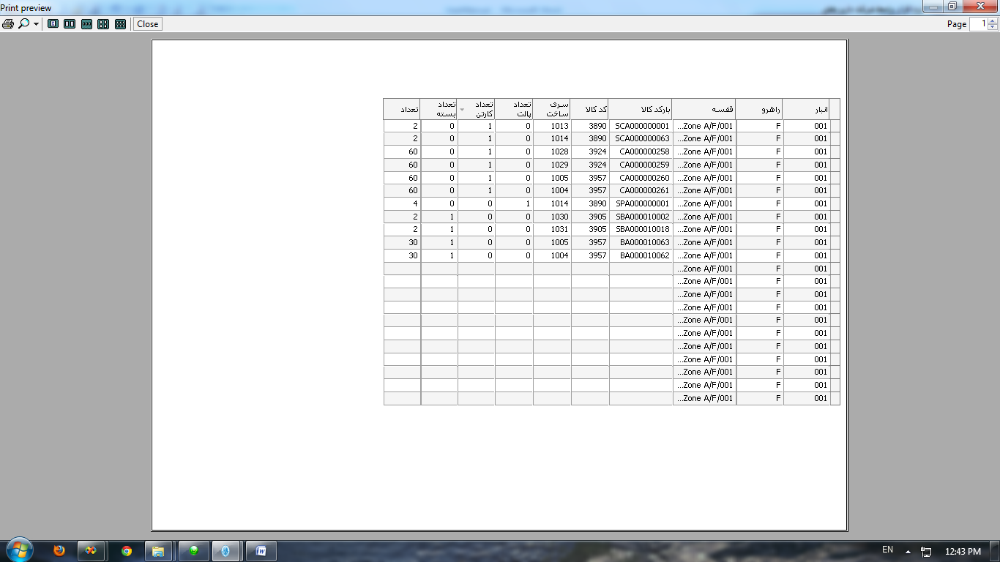 Print preview
Close
Page 1
انبار راهرو قفسه بارکد کالا کد کالا سری ساخت تعداد پالت تعداد کارتن تعداد بسته تعداد
001 F Zone A/F/001... SCA000000001 3890 1013 0 1 0 2
001 F Zone A/F/001... SCA000000063 3890 1014 0 1 0 2
001 F Zone A/F/001... CA000000258 3924 1028 0 1 0 60
001 F Zone A/F/001... CA000000259 3924 1029 0 1 0 60
001 F Zone A/F/001... CA000000260 3957 1005 0 1 0 60
001 F Zone A/F/001... CA000000261 3957 1004 0 1 0 60
001 F Zone A/F/001... SPA000000001 3890 1014 1 0 0 4
001 F Zone A/F/001... SBA000010002 3905 1030 0 0 1 2
001 F Zone A/F/001... SBA000010018 3905 1031 0 0 1 2
001 F Zone A/F/001... BA000010063 3957 1005 0 0 1 30
001 F Zone A/F/001... BA000010062 3957 1004 0 0 1 30
001 F Zone A/F/001...
001 F Zone A/F/001...
001 F Zone A/F/001...
001 F Zone A/F/001...
001 F Zone A/F/001...
001 F Zone A/F/001...
001 F Zone A/F/001...
001 F Zone A/F/001...
001 F Zone A/F/001...
001 F Zone A/F/001...
001 F Zone A/F/001...
EN
12:43 PM